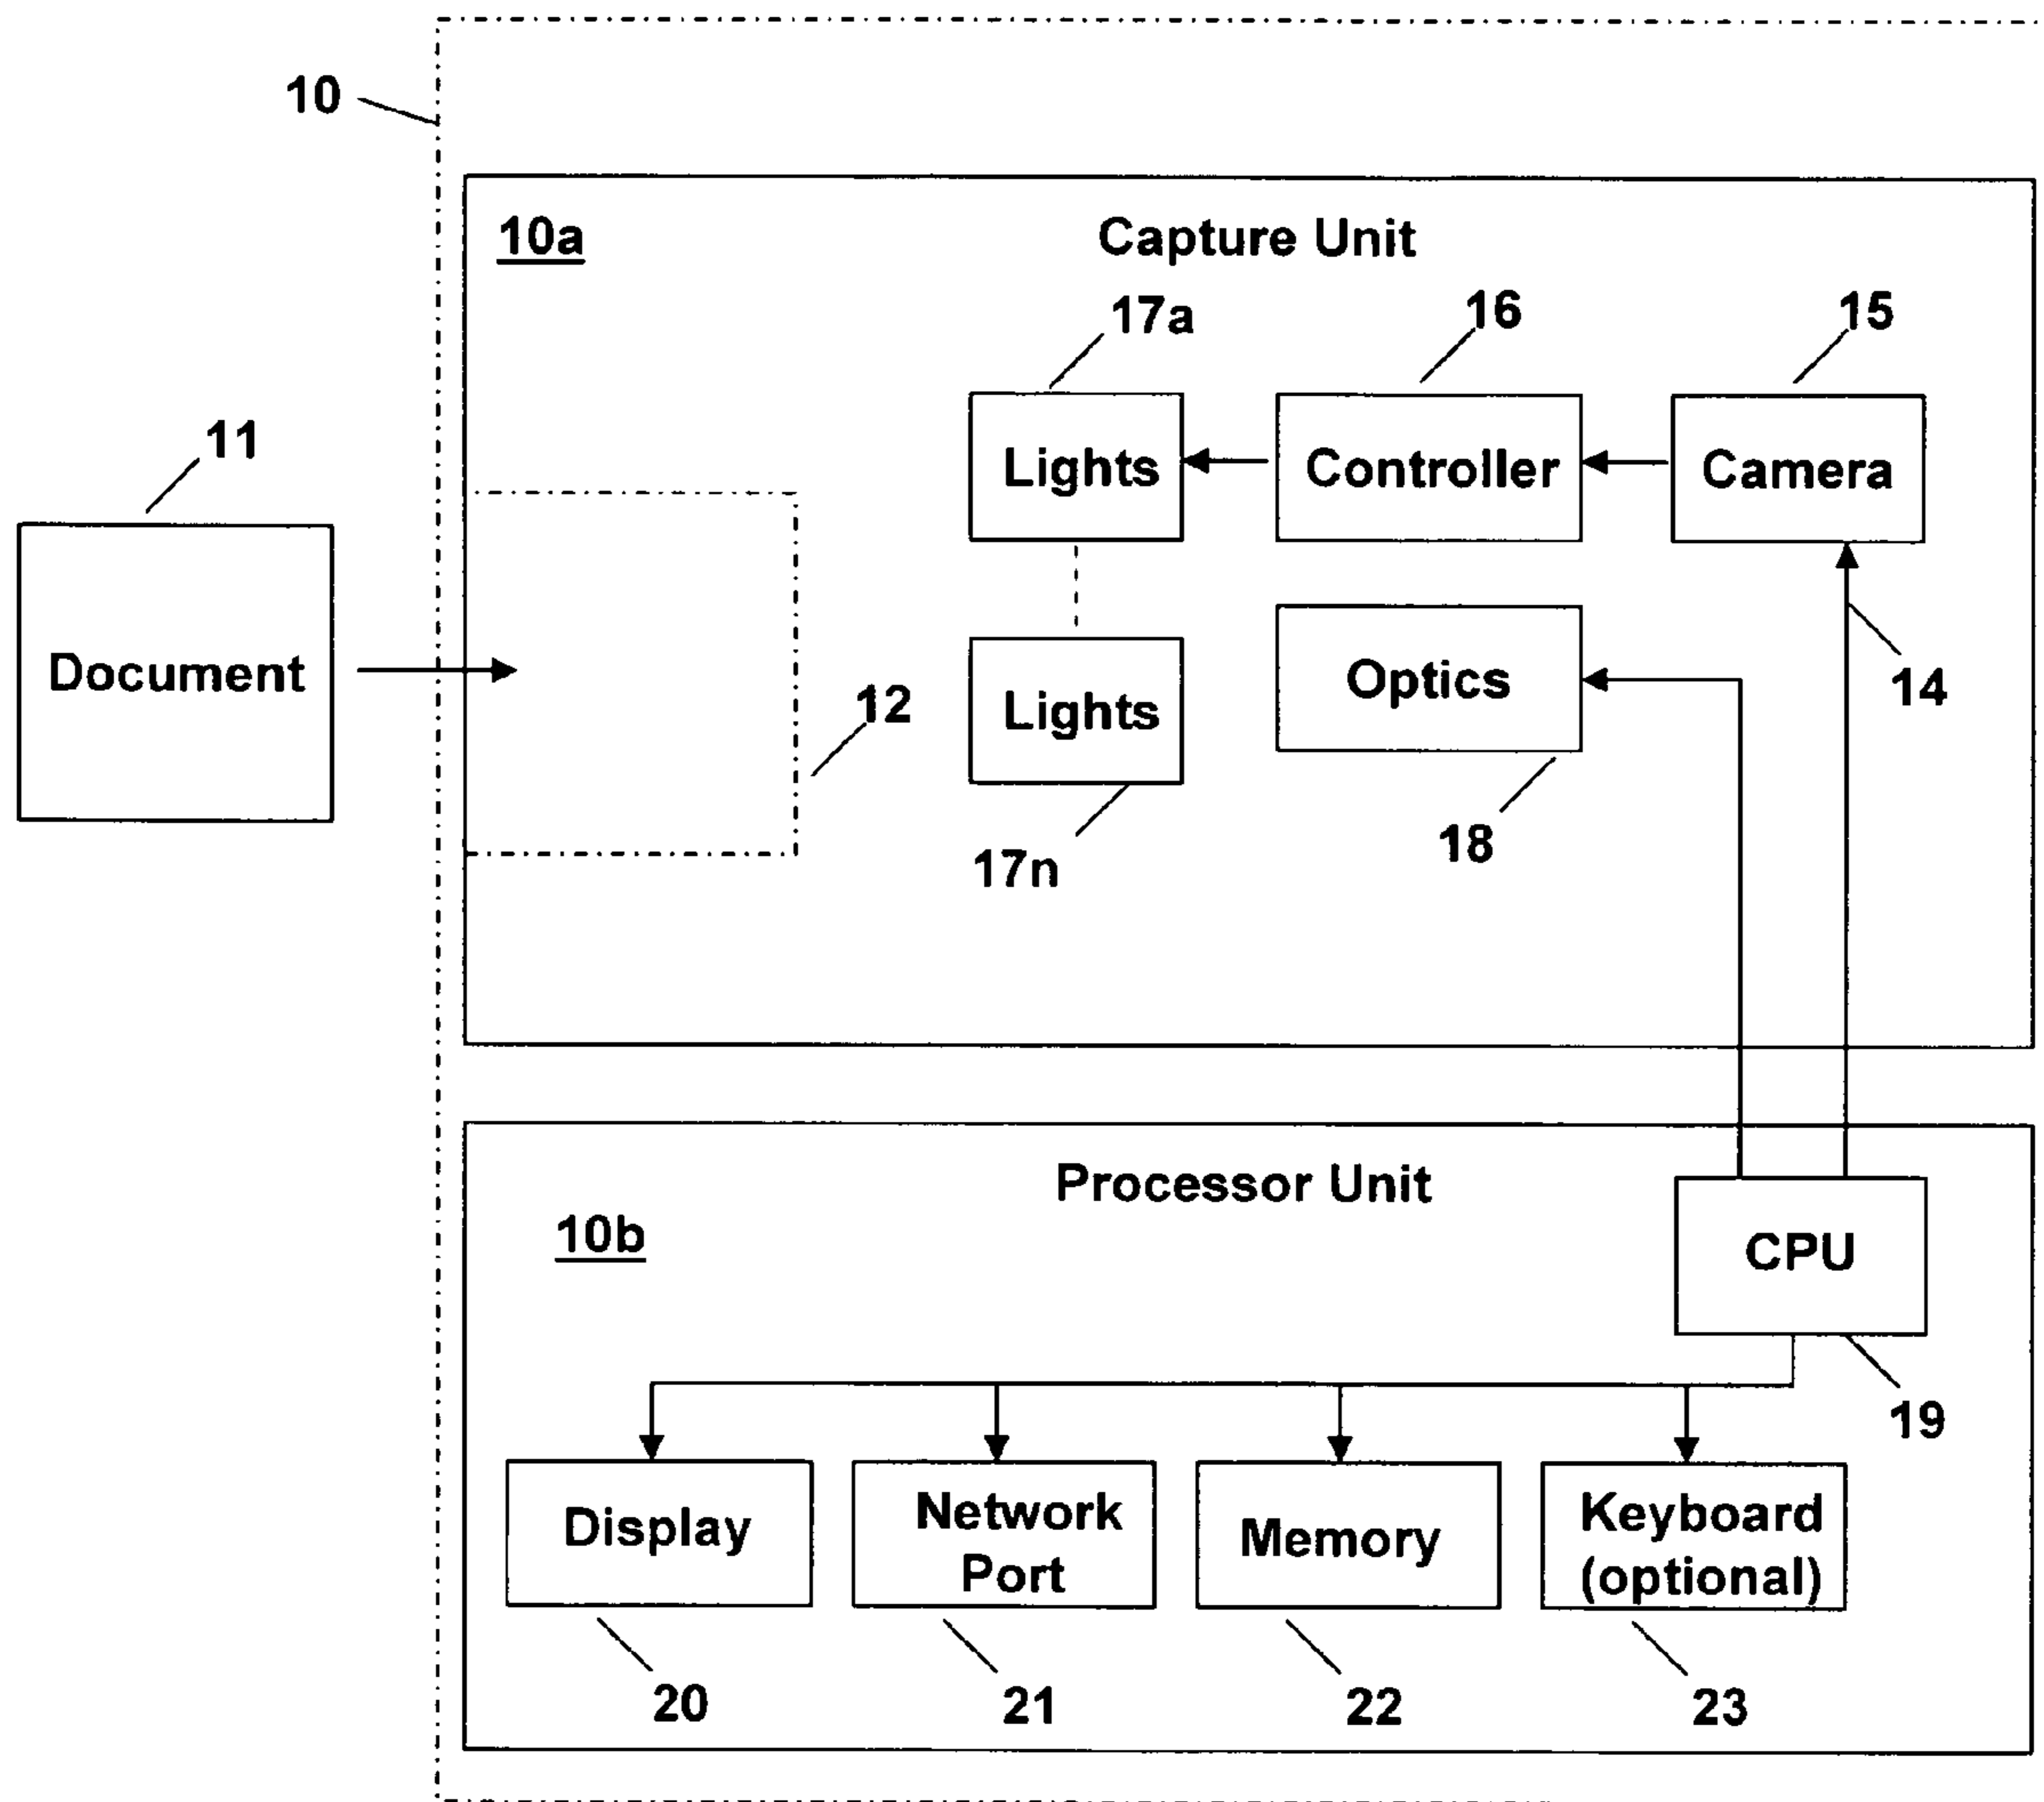 10
10a
Capture Unit
17a
16
15
11
Lights
Controller
Camera
Document
Lights
Optics
12
14
17n
18
Processor Unit
10b
CPU
19
Display
Network
Port
Memory
Keyboard
(optional)
20
21
22
23